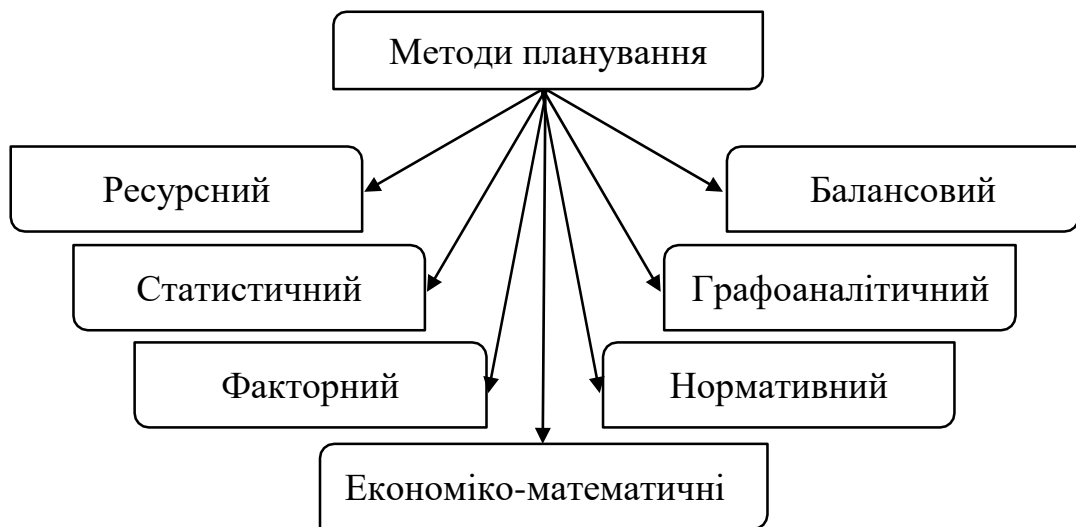 Методи планування
Ресурсний
Балансовий
Статистичний
Графоаналітичний
Факторний
Нормативний
Економіко-математичні